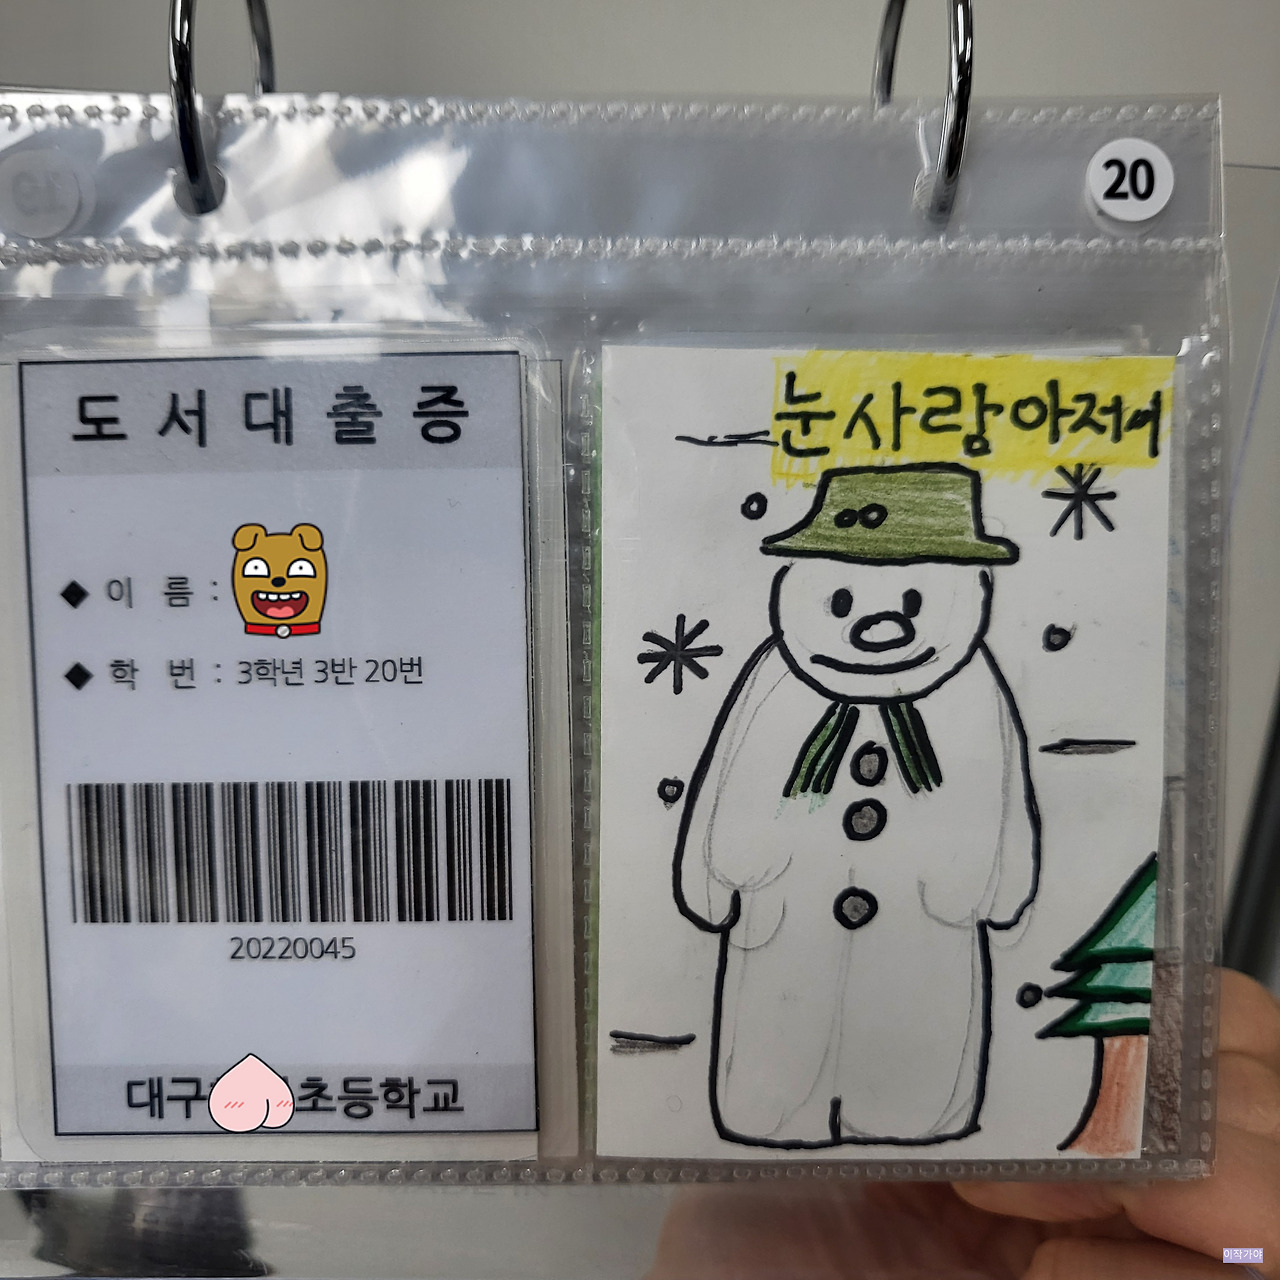 20
도서대출증
◆ 이 름 :
◆ 학 번 : 3학년 3반 20번
20220045
대구 초등학교
눈사람아저씨
이작가야